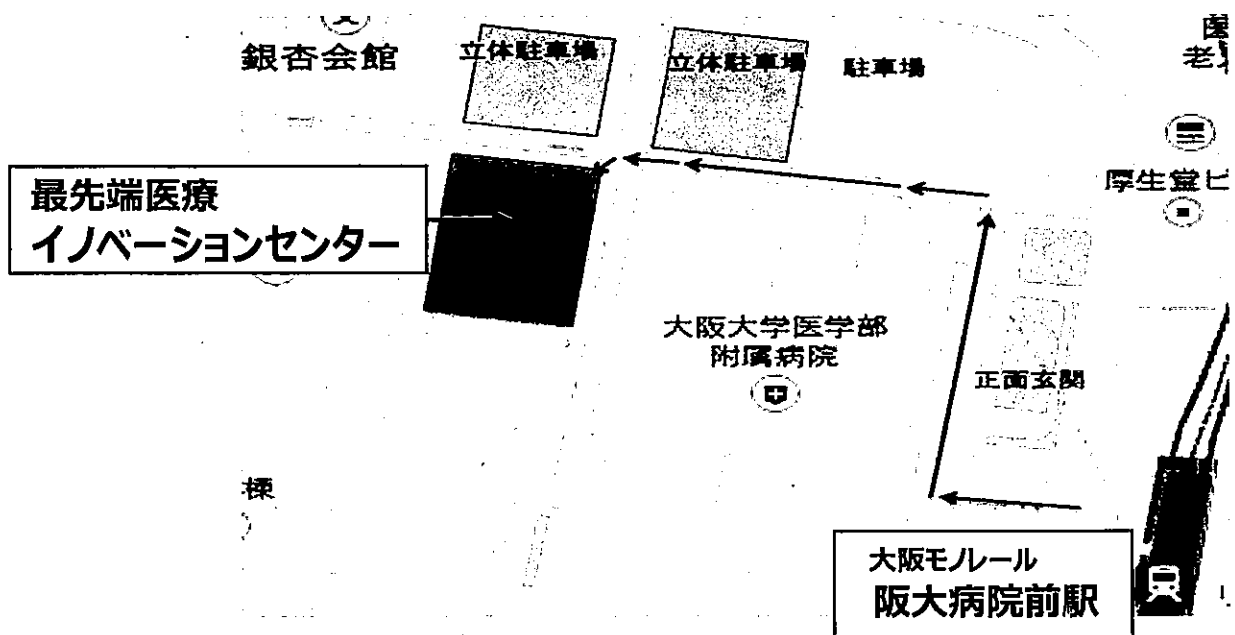 銀杏会館
立体駐車場
立体駐車場
駐車場
老
厚生堂ビ
最先端医療
イノベーションセンター
大阪大学医学部
附属病院
正面玄関
棟
大阪モノレール
阪大病院前駅